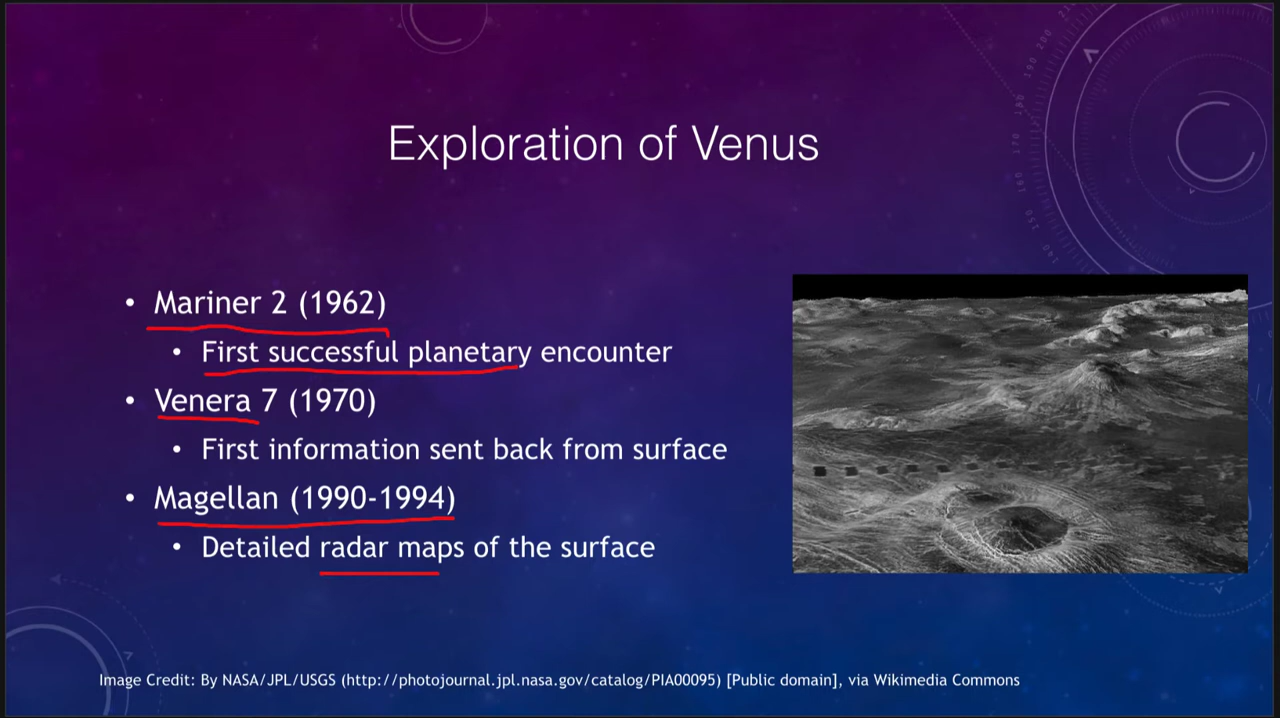 Exploration of Venus
• Mariner 2 (1962)
• First successful planetary encounter
• Venera 7 (1970)
• First information sent back from surface
• Magellan (1990-1994)
• Detailed radar maps of the surface
Image Credit: By NASA/JPL/USGS (http://photojournal.jpl.nasa.gov/catalog/PIA00095) [Public domain], via Wikimedia Commons